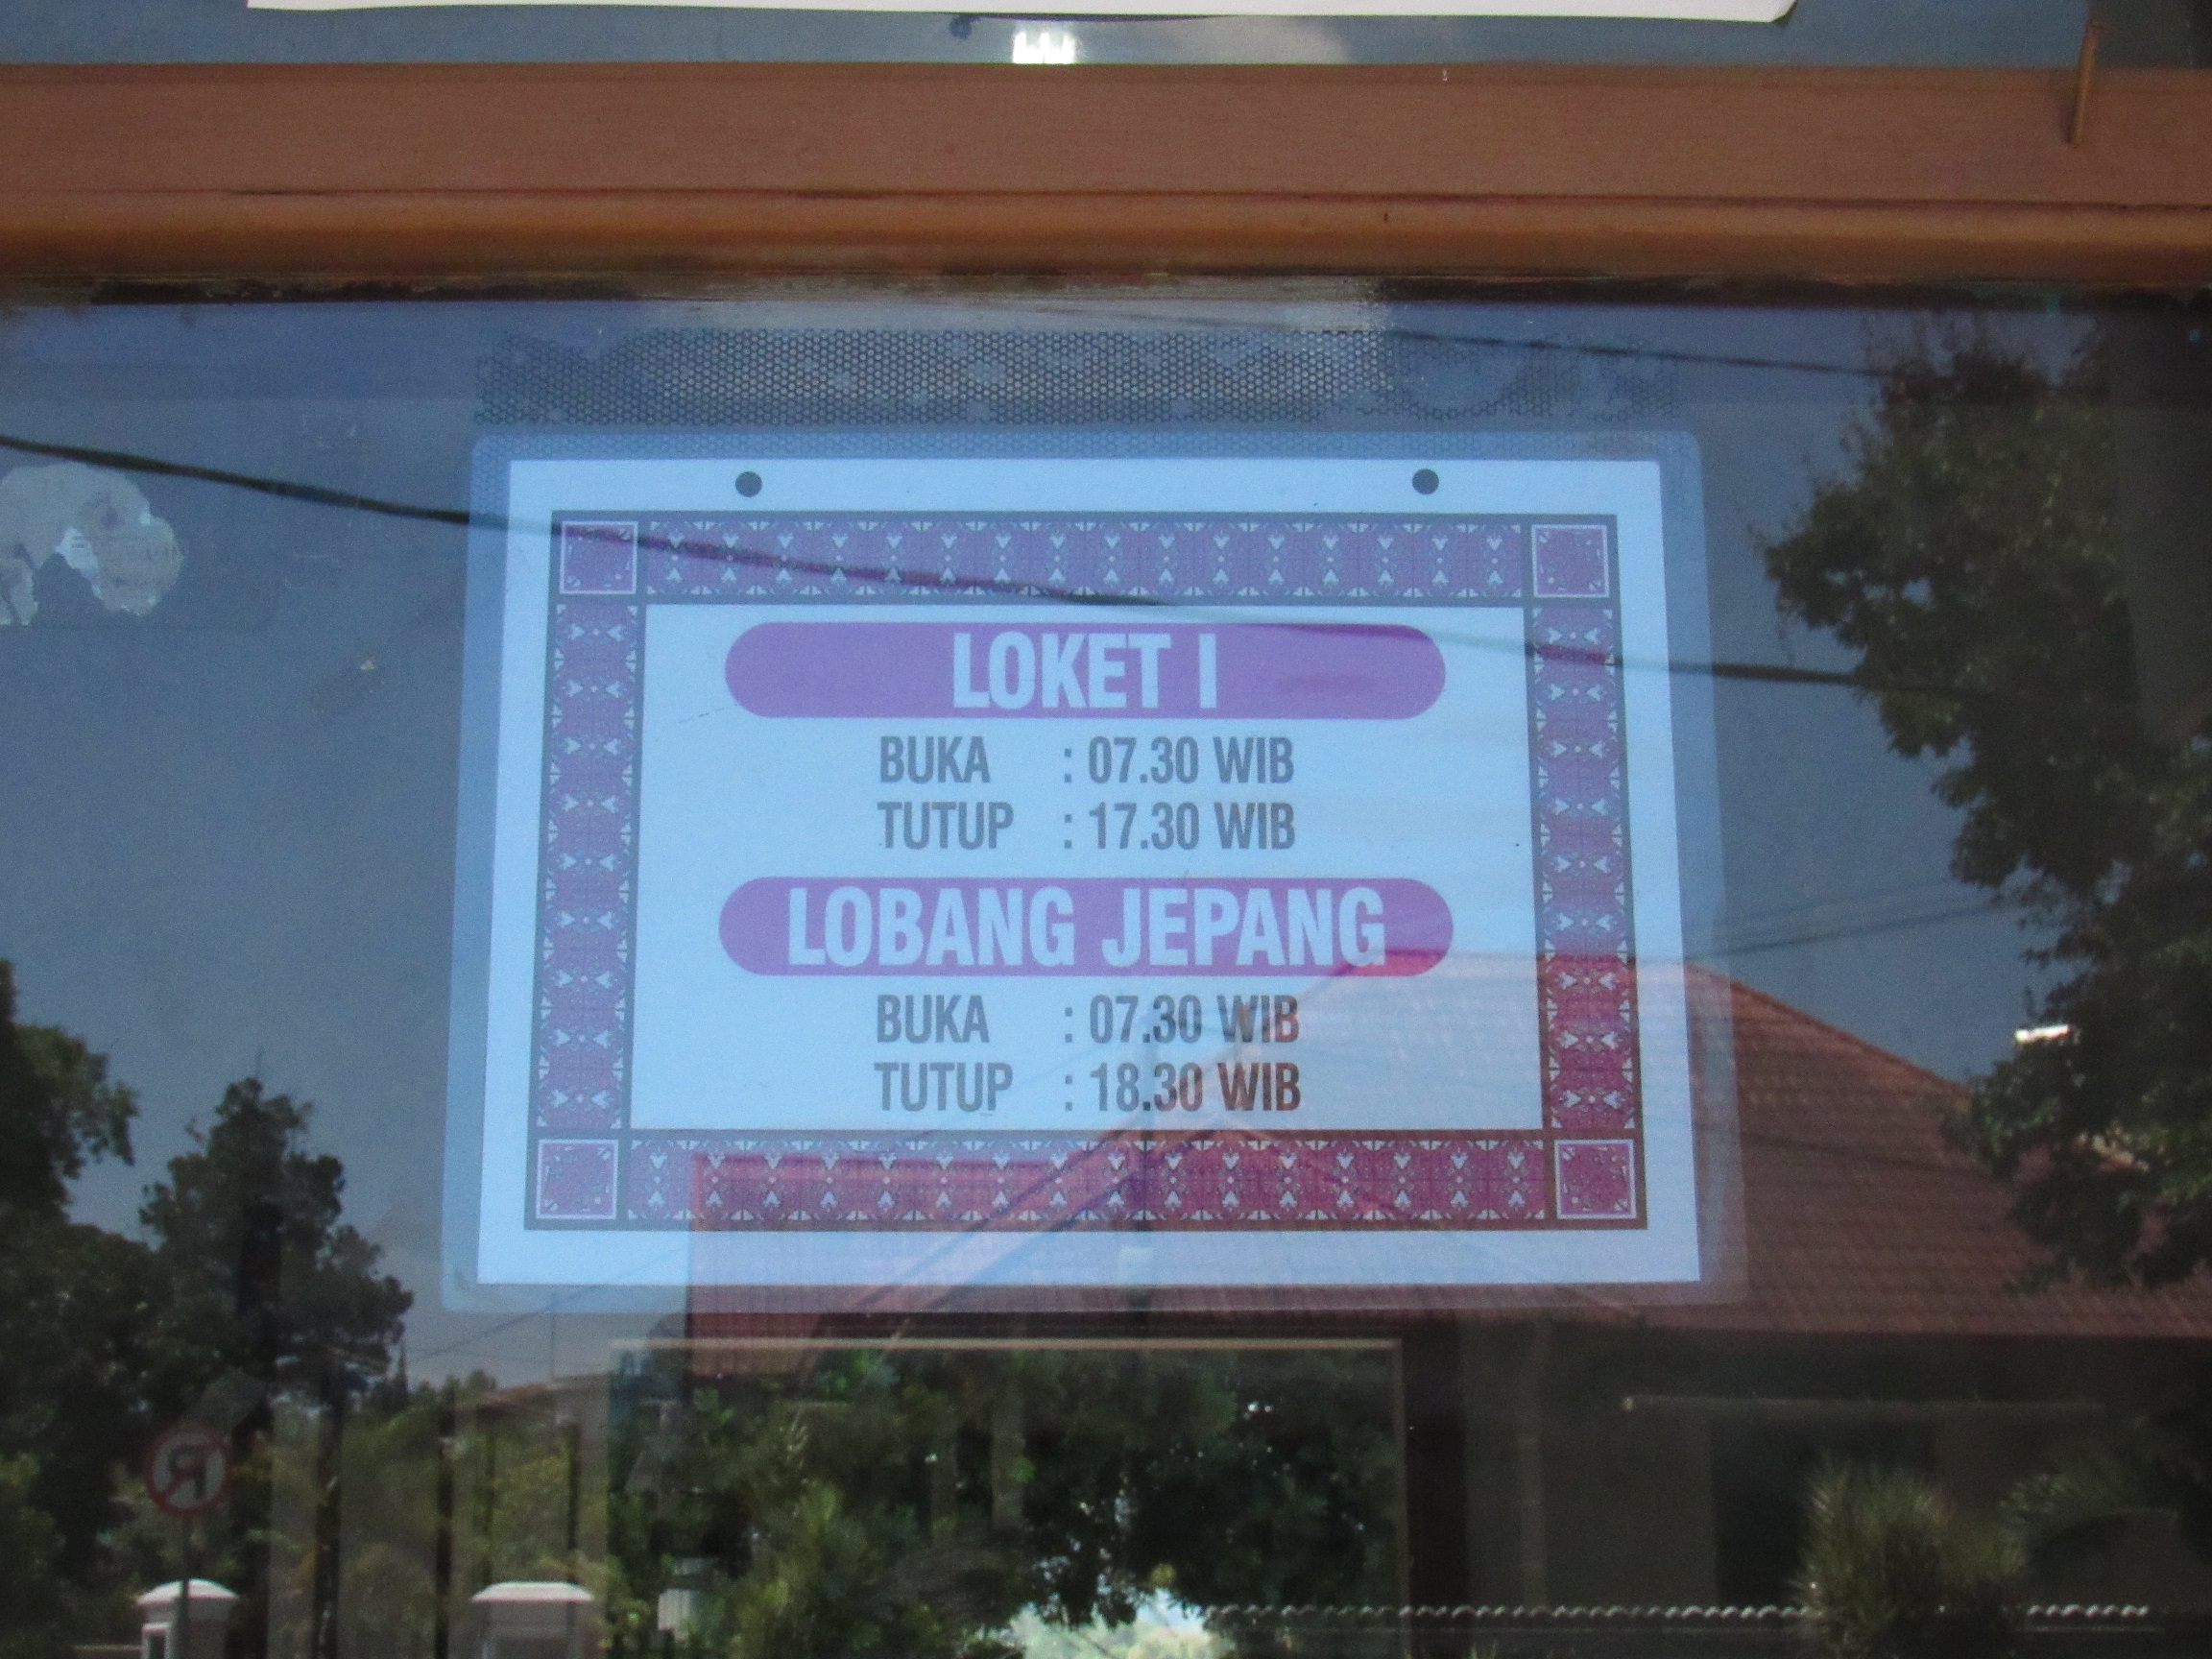 LOKET I
BUKA : 07.30 WIB
TUTUP : 17.30 WIB
LOBANG JEPANG
BUKA : 07.30 WIB
TUTUP : 18.30 WIB